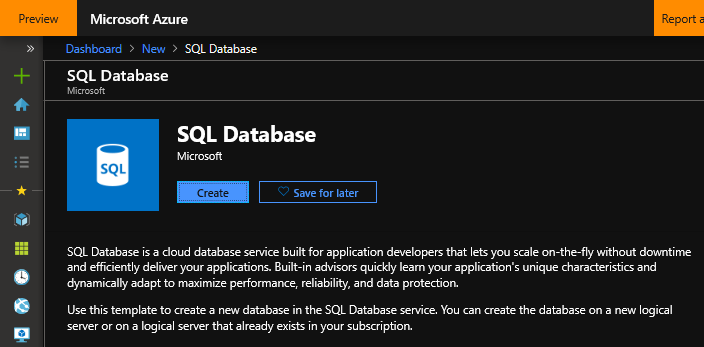 Preview
Microsoft Azure
Report a
» Dashboard > New > SQL Database
SQL Database
Microsoft
SQL
SQL Database
Microsoft
Create
Save for later
SQL Database is a cloud database service built for application developers that lets you scale on-the-fly without downtime
and efficiently deliver your applications. Built-in advisors quickly learn your application's unique characteristics and
dynamically adapt to maximize performance, reliability, and data protection.
Use this template to create a new database in the SQL Database service. You can create the database on a new logical
server or on a logical server that already exists in your subscription.